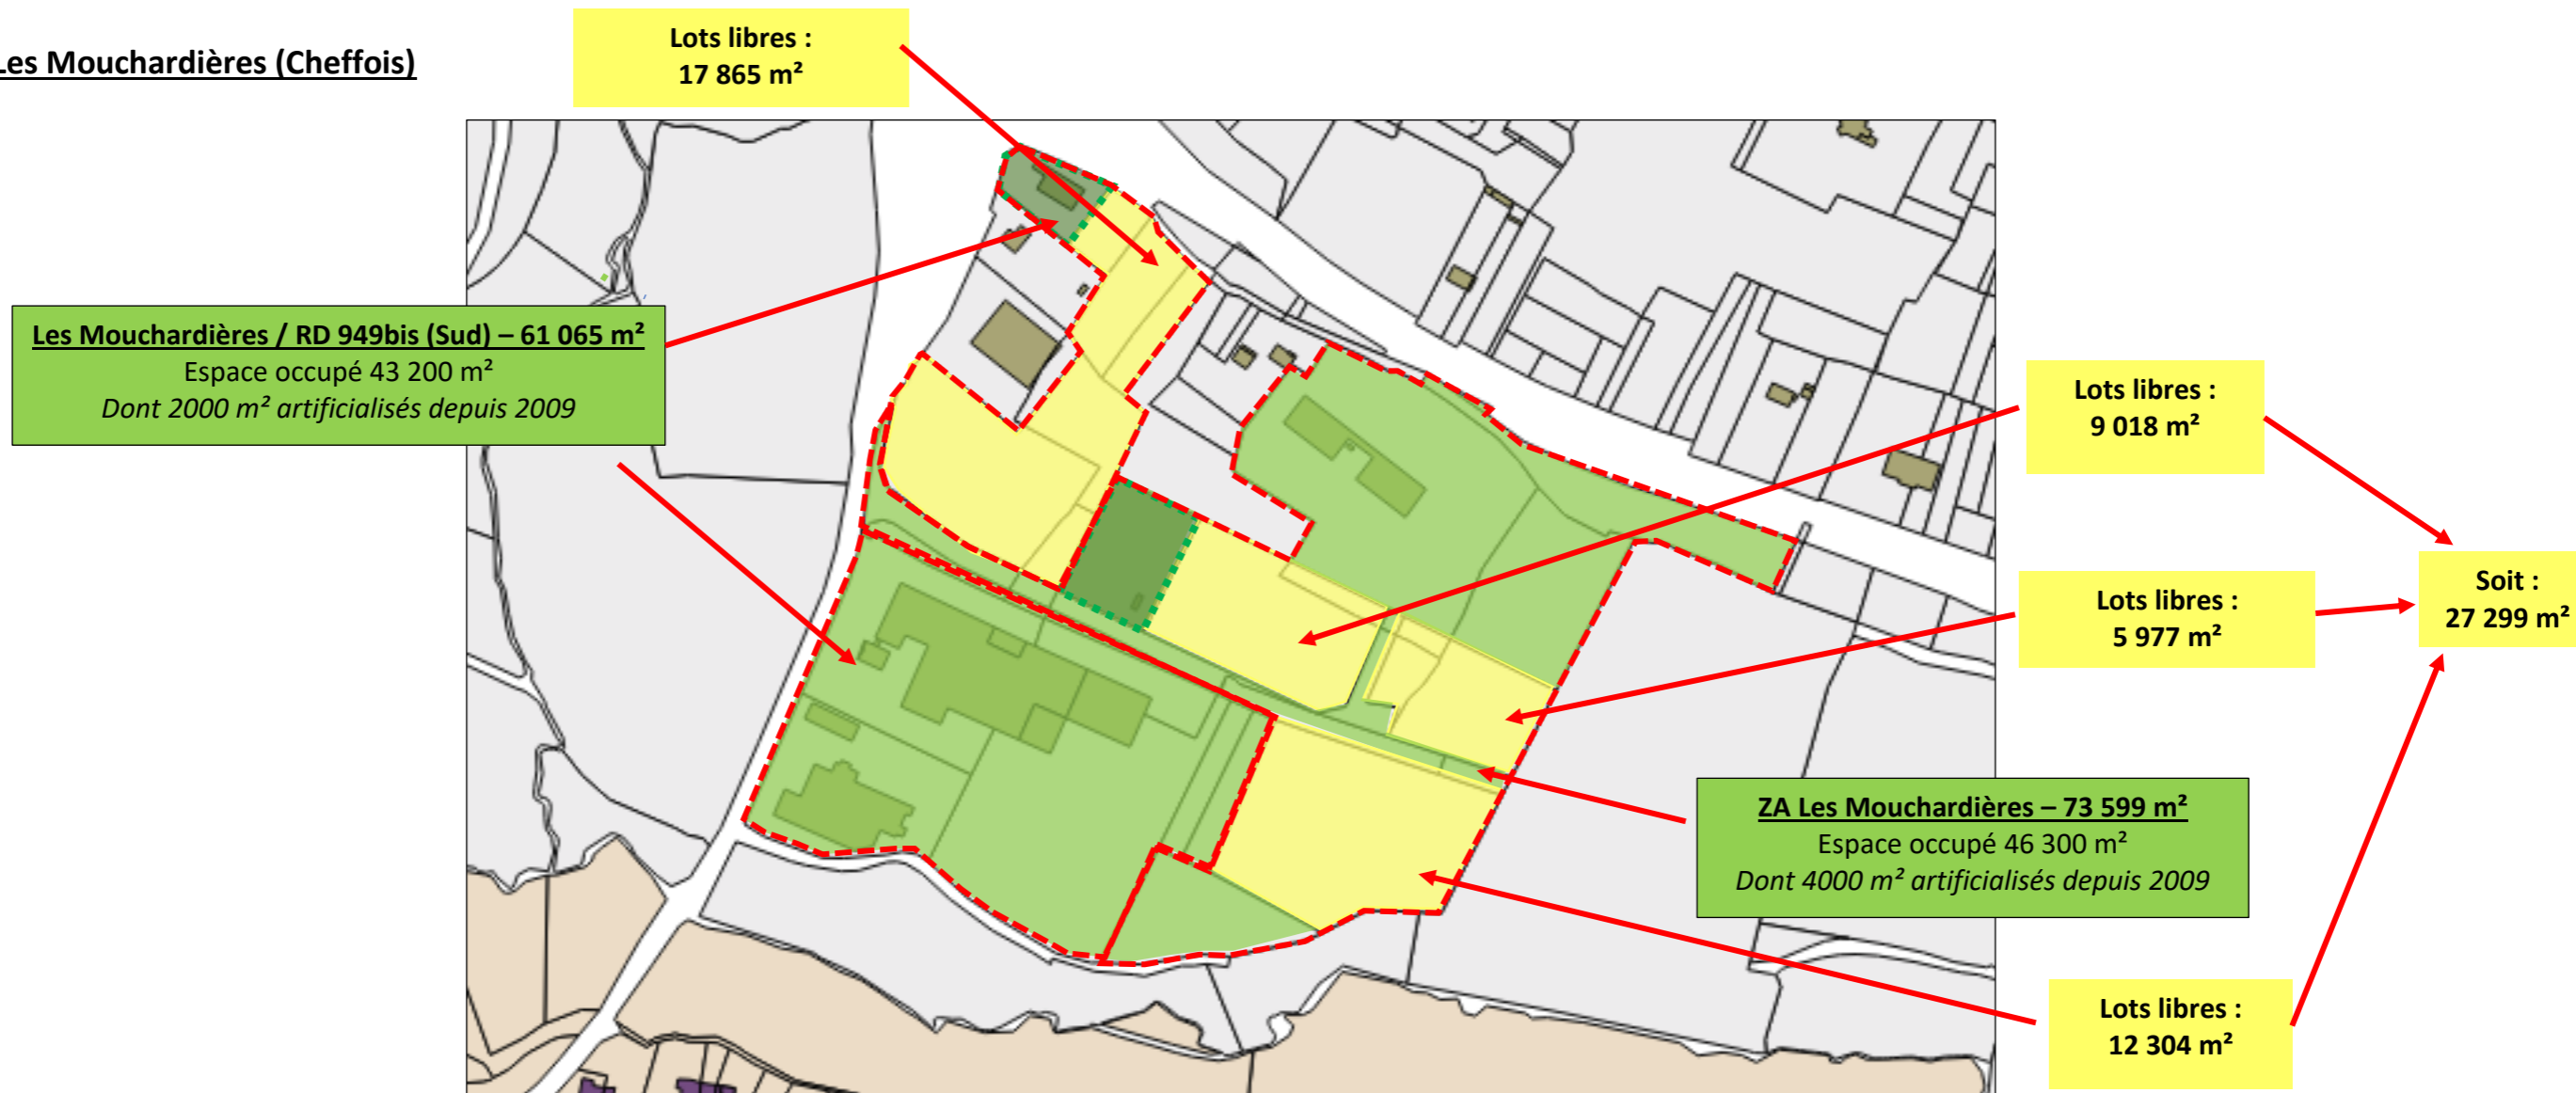 Les Mouchardières (Cheffois)
Lots libres :
17 865 m²
Les Mouchardières / RD 949bis (Sud) – 61 065 m²
Espace occupé 43 200 m²
Dont 2000 m² artificialisés depuis 2009
Lots libres :
9 018 m²
Lots libres :
5 977 m²
Soit :
27 299 m²
ZA Les Mouchardières – 73 599 m²
Espace occupé 46 300 m²
Dont 4000 m² artificialisés depuis 2009
Lots libres :
12 304 m²